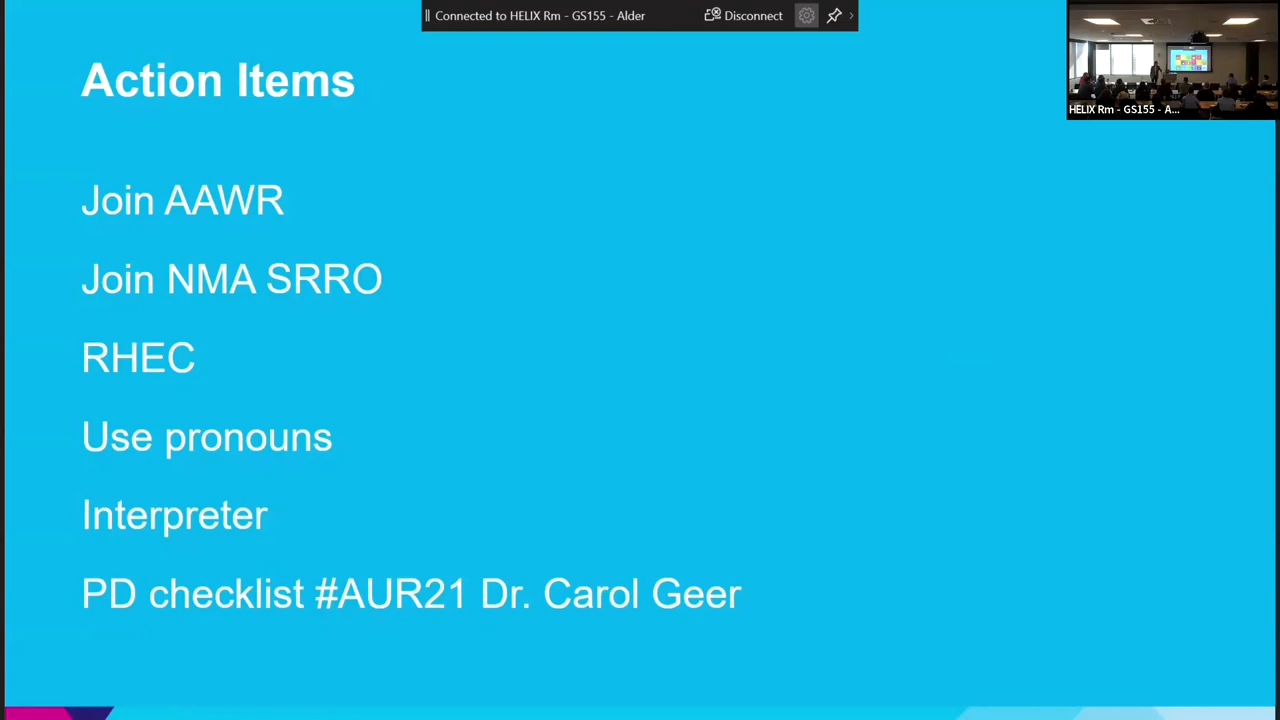 Connected to HELIX Rm - GS155 - Alder
Disconnect
HELIX Rm - GS155 - A...
Action Items
Join AAWR
Join NMA SRRO
RHEC
Use pronouns
Interpreter
PD checklist #AUR21 Dr. Carol Geer